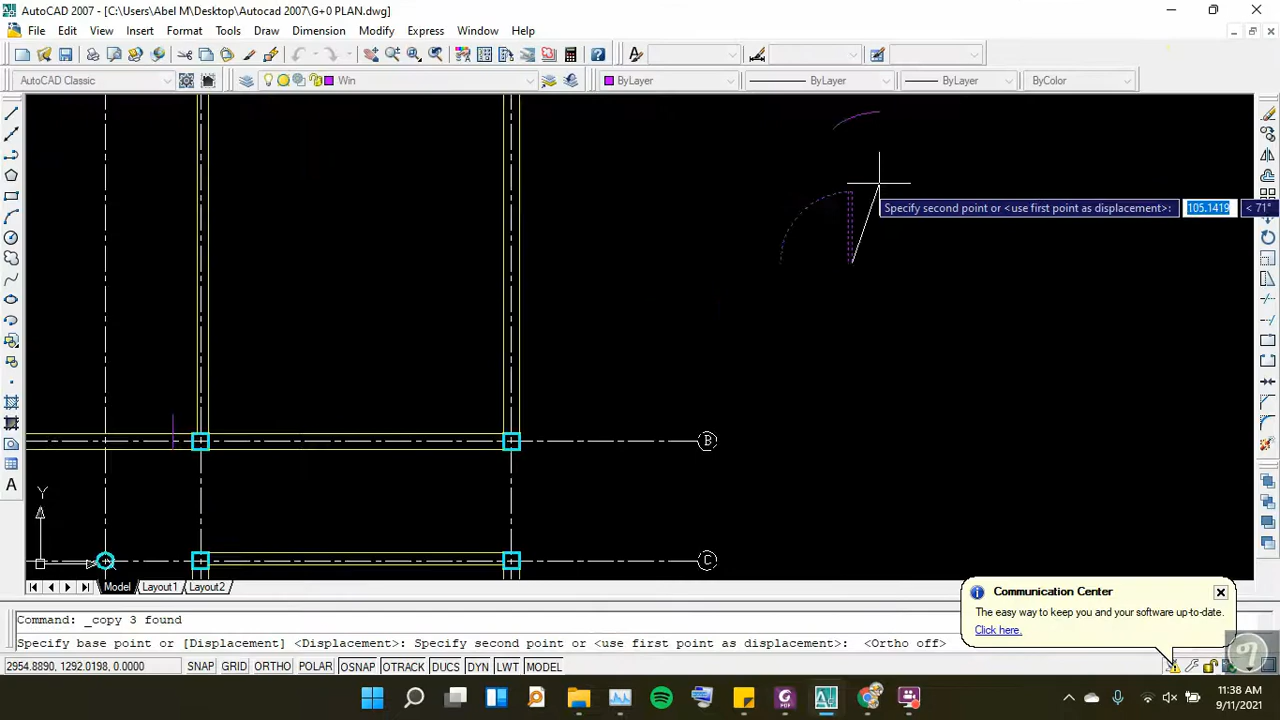 AutoCAD 2007 - [C:\Users\Abel M\Desktop\Autocad 2007\G+0 PLAN.dwg]
File Edit View Insert Format Tools Draw Dimension Modify Express Window Help
AutoCAD Classic Win ByLayer ByLayer ByLayer ByColor
Specify second point or <use first point as displacement>: 105.1419 < 71°
B
Y
C
Model Layout1 Layout2
Communication Center
The easy way to keep you and your software up-to-date.
Click here.
Command: _copy 3 found
Specify base point or [Displacement] <Displacement>: Specify second point or <use first point as displacement>: <Ortho off>
2954.8890, 1292.0198, 0.0000 SNAP GRID ORTHO POLAR OSNAP OTRACK DUCS DYN LWT MODEL
11:38 AM
9/11/2021